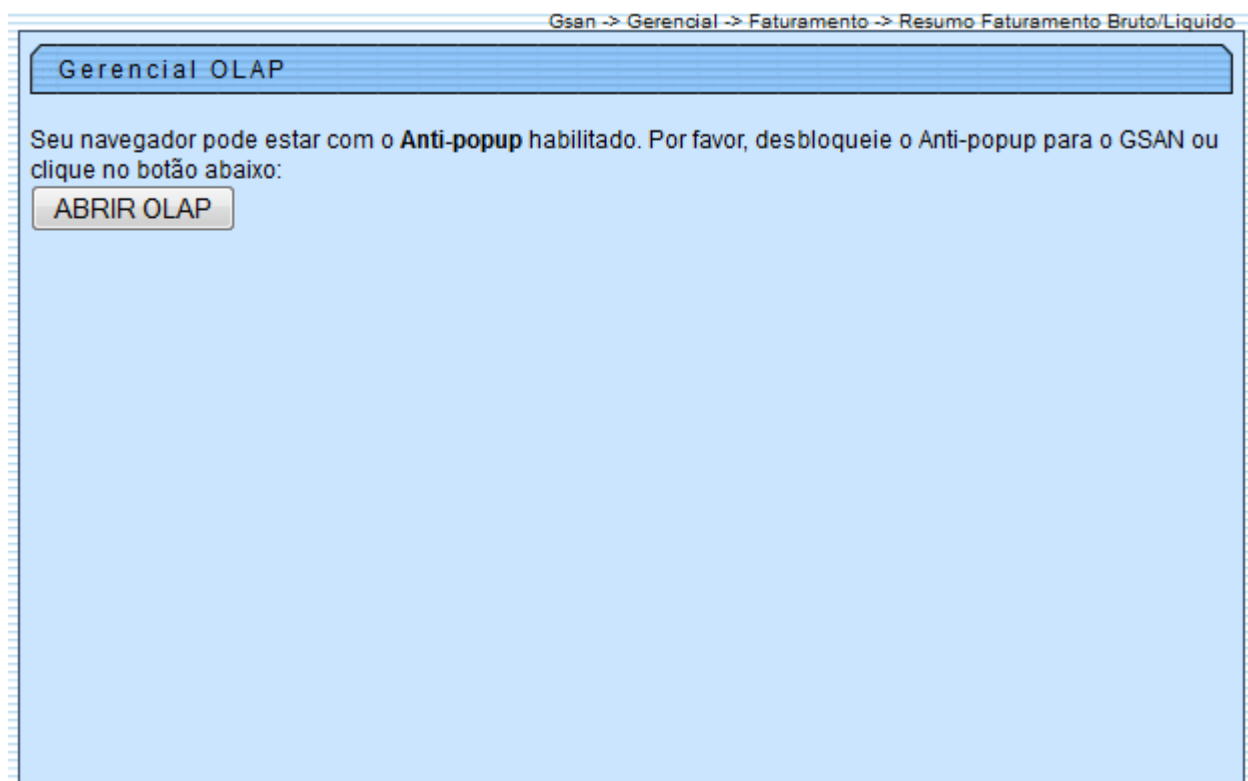 Gsan -> Gerencial -> Faturamento -> Resumo Faturamento Bruto/Liquido
Gerencial OLAP
Seu navegador pode estar com o Anti-popup habilitado. Por favor, desbloqueie o Anti-popup para o GSAN ou
clique no botão abaixo:
ABRIR OLAP